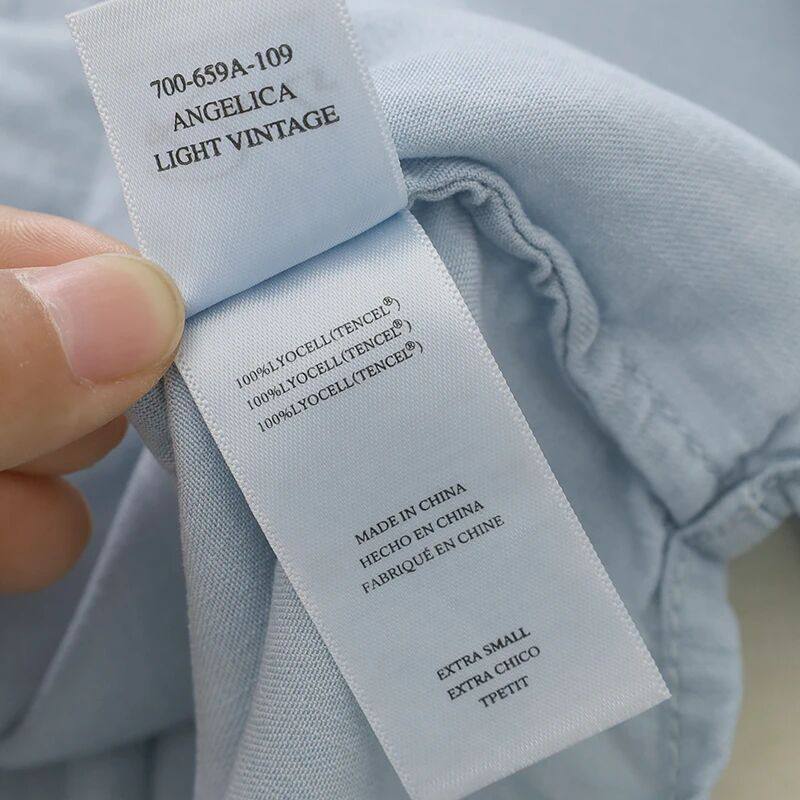 700-659A-109
ANGELICA
LIGHT VINTAGE
100%LYOCELL(TENCEL®)
100%LYOCELL(TENCEL®)
100%LYOCELL(TENCEL®)
MADE IN CHINA
HECHO EN CHINA
FABRIQUÉ EN CHINE
EXTRA SMALL
EXTRA CHICO
TPETIT